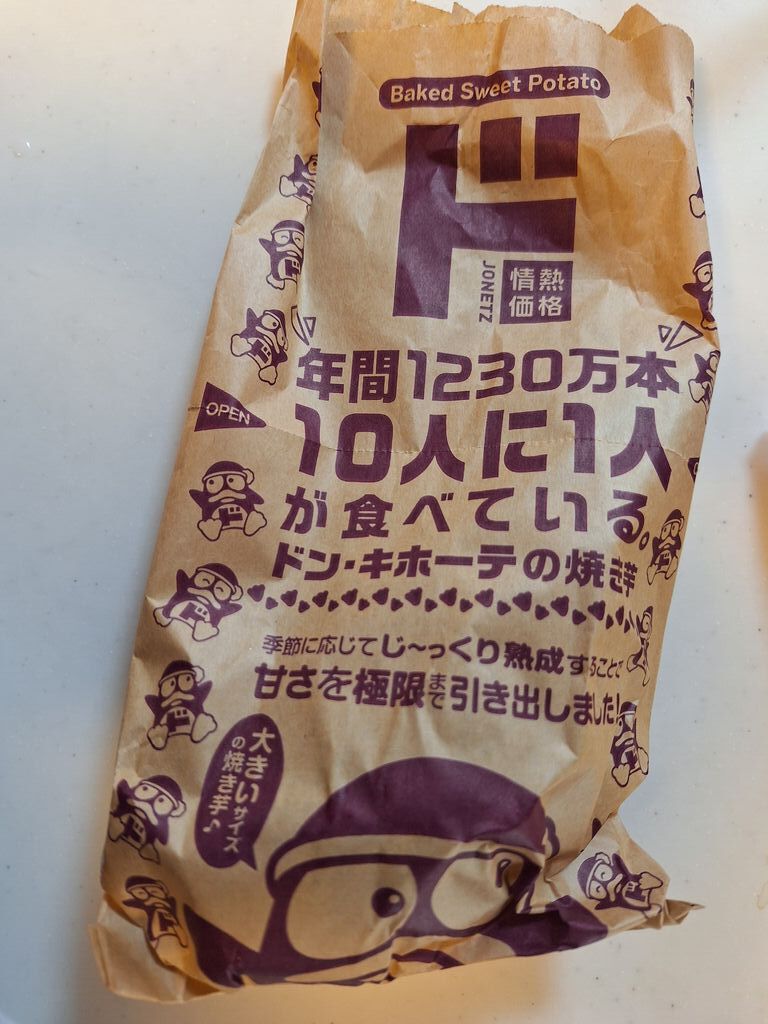 Baked Sweet Potato
ド
JONETZ
情熱
価格
年間1230万本
OPEN
10人に1人
が食べている。
ドン・キホーテの焼き芋
季節に応じてじ〜っくり熟成することで
甘さを極限まで引き出しました!
大きいサイズ
の焼き芋♪